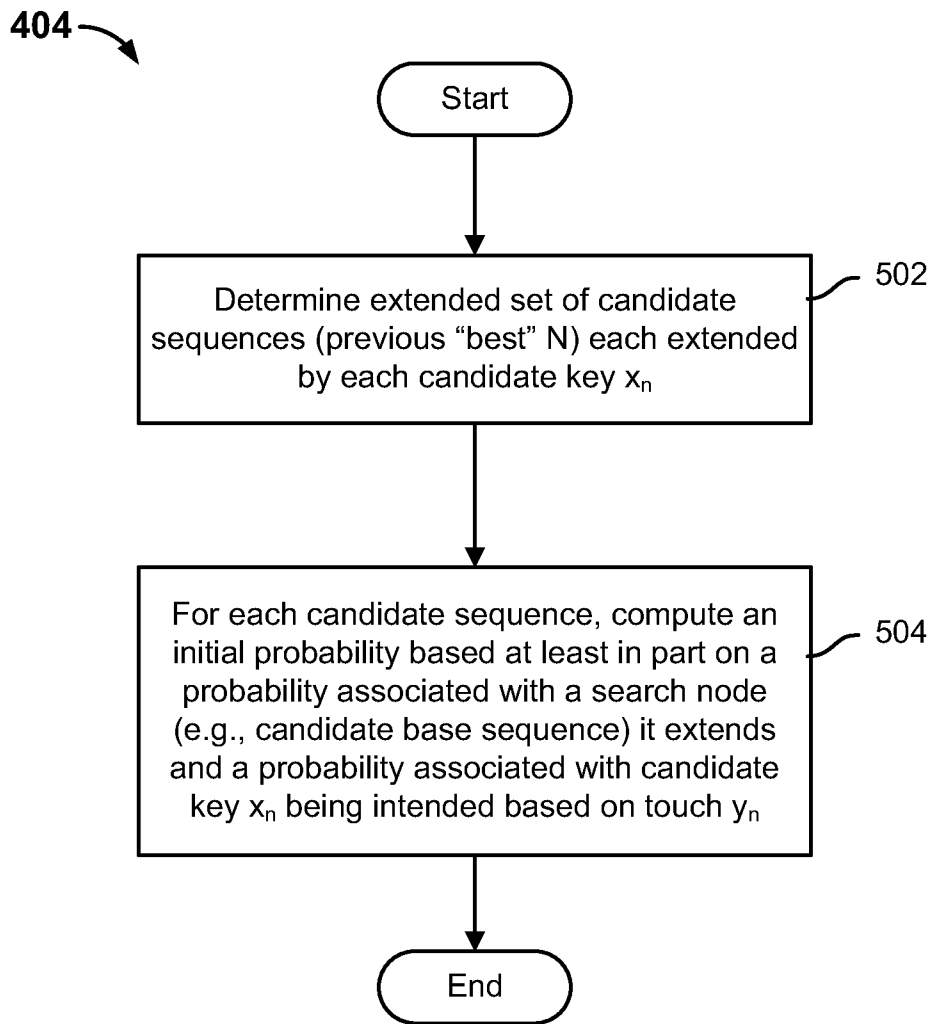 404
Start
Determine extended set of candidate
sequences (previous “best” N) each extended
by each candidate key xn
502
For each candidate sequence, compute an
initial probability based at least in part on a
probability associated with a search node
(e.g., candidate base sequence) it extends
and a probability associated with candidate
key xn being intended based on touch yn
504
End